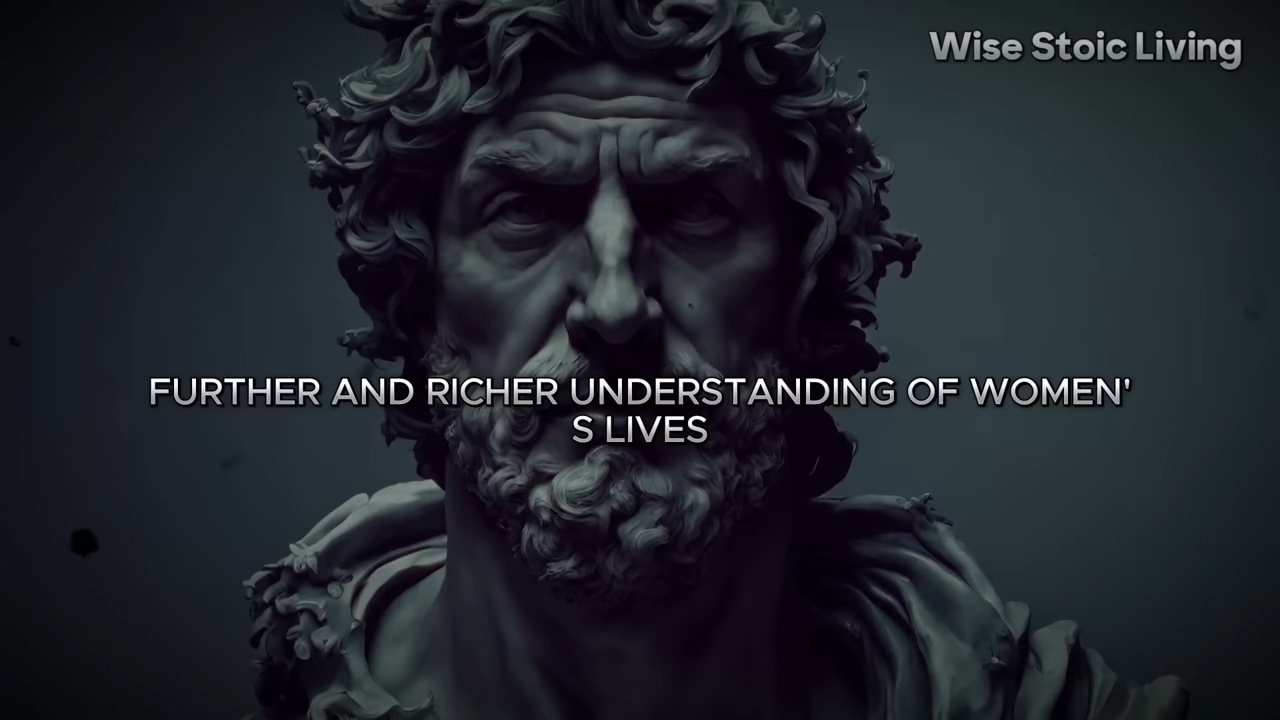 Wise Stoic Living
FURTHER AND RICHER UNDERSTANDING OF WOMEN'
S LIVES